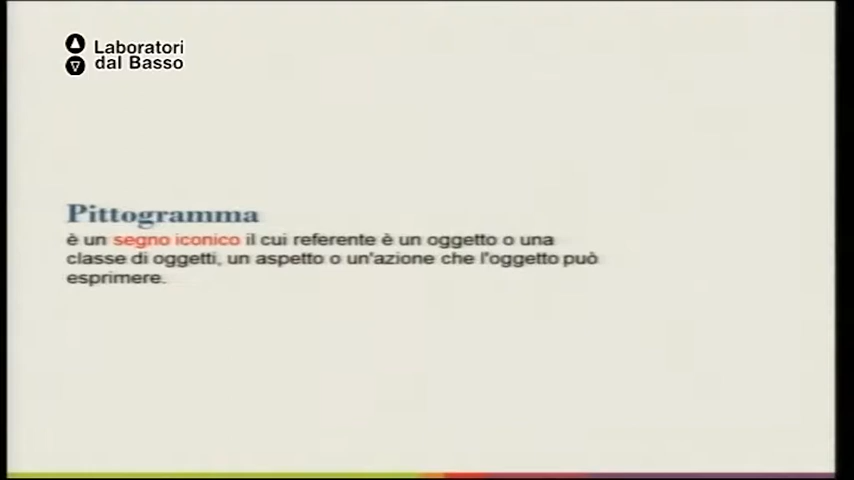 Laboratori
dal Basso
Pittogramma
è un segno iconico il cui referente è un oggetto o una
classe di oggetti, un aspetto o un'azione che l'oggetto può
esprimere.